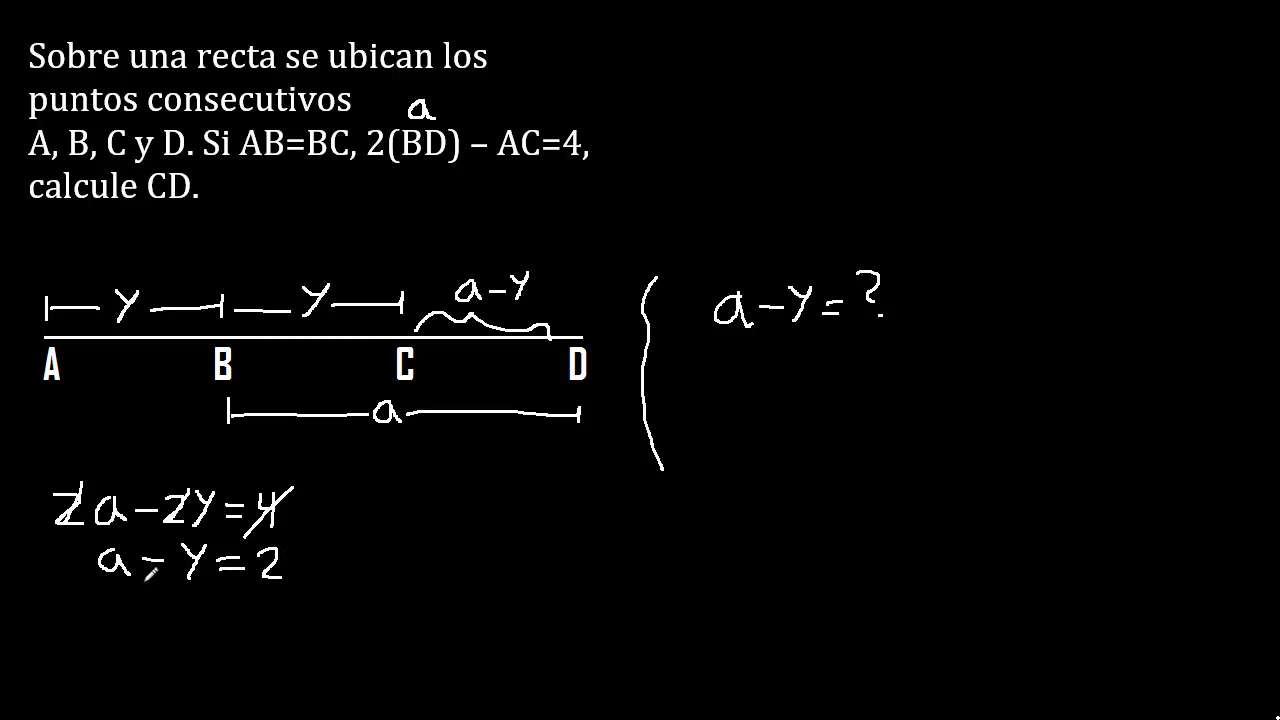 Sobre una recta se ubican los
puntos consecutivos
a
A, B, C y D. Si AB=BC, 2(BD) – AC=4,
calcule CD.
y y a-y
A B C D
a
a-y=?
2a-2y=4
a-y=2